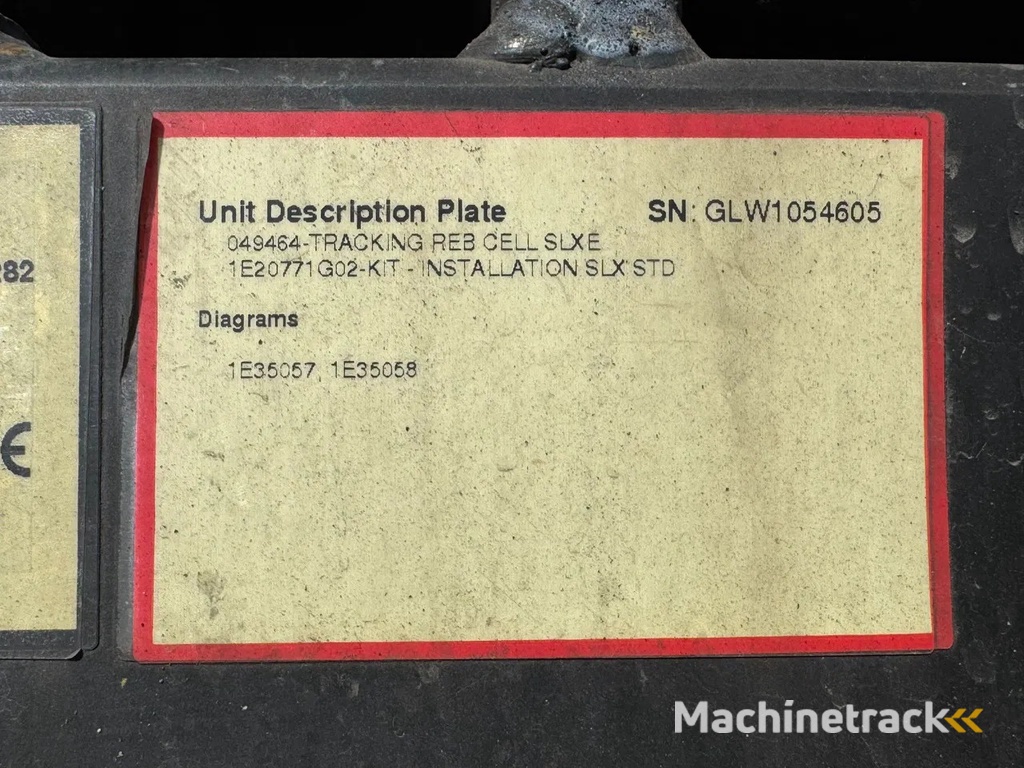 Unit Description Plate SN: GLW1054605
049464-TRACKING REB CELL SLXE
1E20771G02-KIT - INSTALLATION SLX STD
282
Diagrams
1E35057, 1E35058
CE
Machinetrack